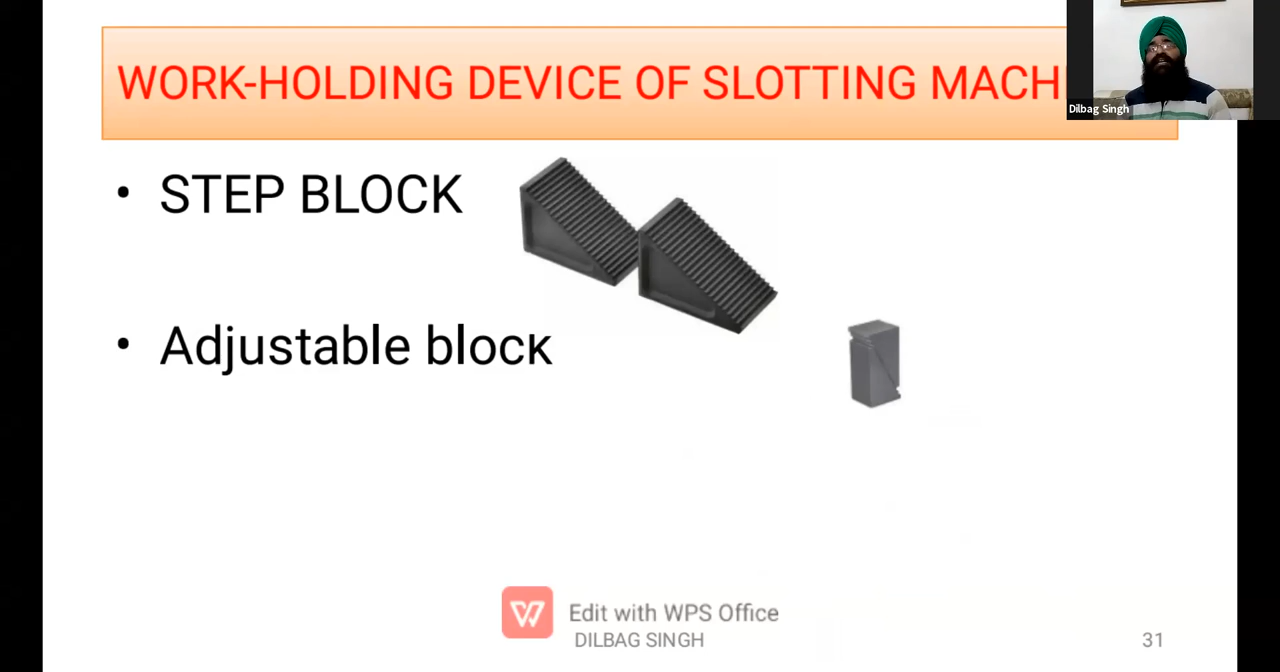 WORK-HOLDING DEVICE OF SLOTTING MACH
Dilbag Singh
• STEP BLOCK
• Adjustable block
Edit with WPS Office
DILBAG SINGH
31